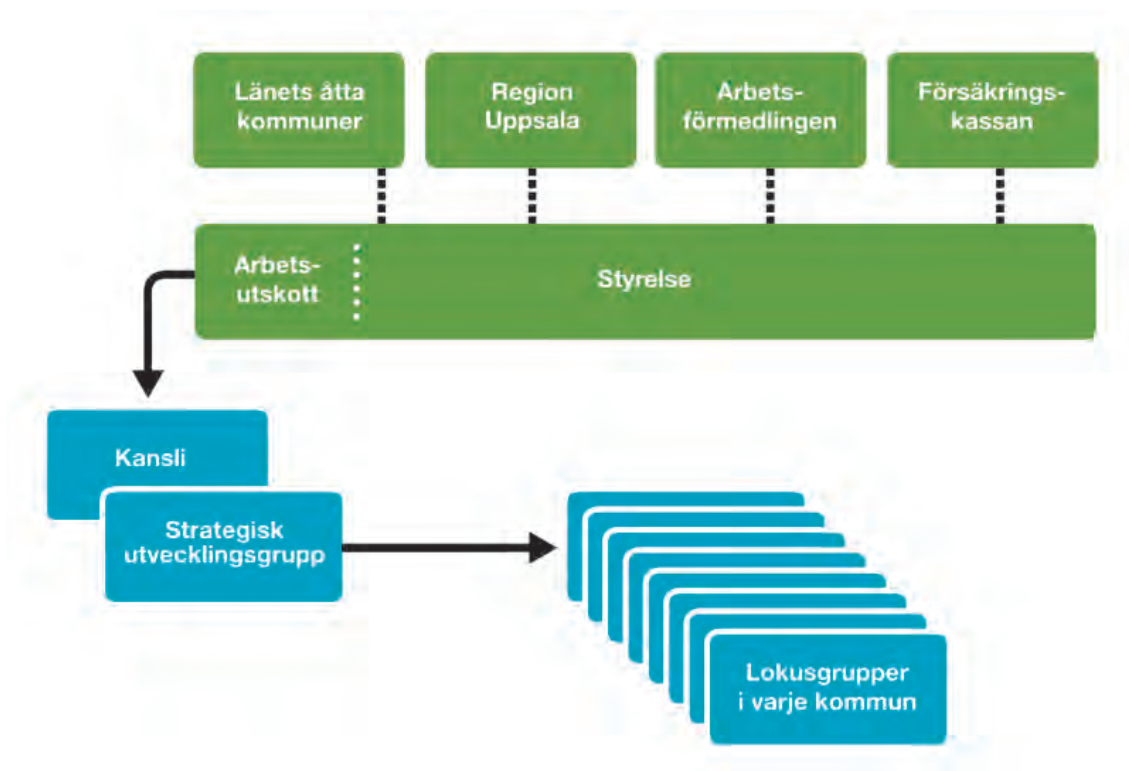 Länets åtta
kommuner
Region
Uppsala
Arbets-
förmedlingen
Försäkrings-
kassan
Arbets-
utskott
Styrelse
Kansli
Strategisk
utvecklingsgrupp
Lokusgrupper
i varje kommun